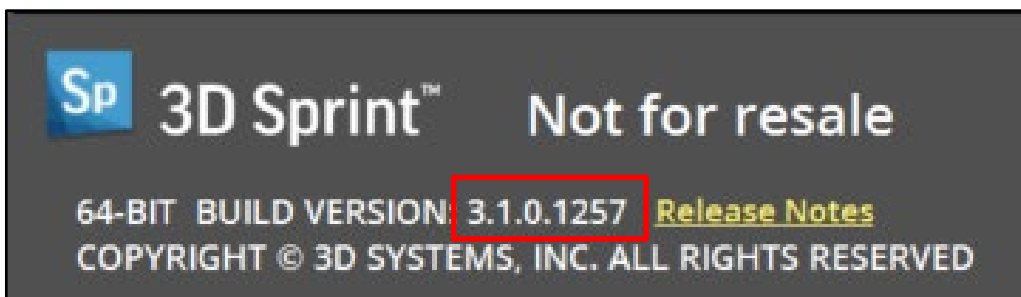 Sp 3D Sprint™ Not for resale
64-BIT BUILD VERSION: 3.1.0.1257 Release Notes
COPYRIGHT © 3D SYSTEMS, INC. ALL RIGHTS RESERVED